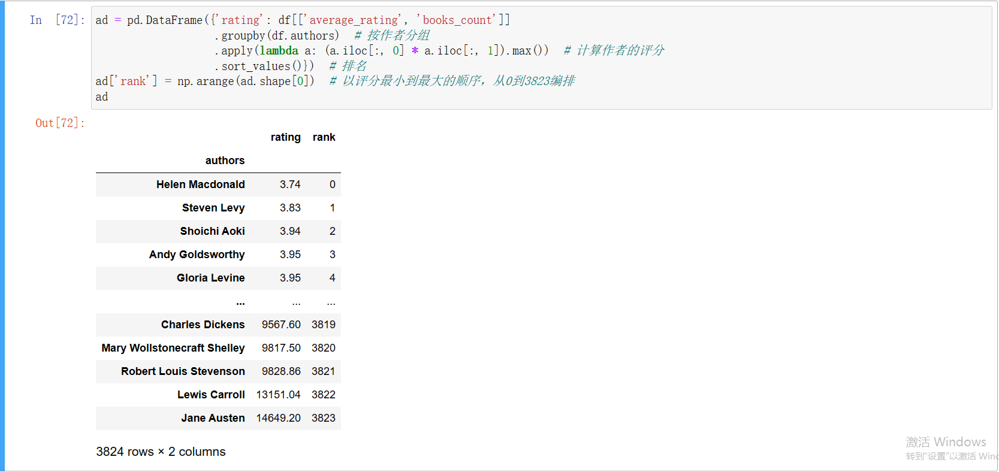 In [72]: ad = pd.DataFrame({'rating': df[['average_rating', 'books_count']]
.groupby(df.authors) # 按作者分组
.apply(lambda a: (a.iloc[:, 0] * a.iloc[:, 1]).max()) # 计算作者的评分
.sort_values()}) # 排名
ad['rank'] = np.arange(ad.shape[0]) # 以评分最小到最大的顺序，从0到3823编排
ad
Out[72]:
rating rank
authors
Helen Macdonald 3.74 0
Steven Levy 3.83 1
Shoichi Aoki 3.94 2
Andy Goldsworthy 3.95 3
Gloria Levine 3.95 4
... ... ...
Charles Dickens 9567.60 3819
Mary Wollstonecraft Shelley 9817.50 3820
Robert Louis Stevenson 9828.86 3821
Lewis Carroll 13151.04 3822
Jane Austen 14649.20 3823
3824 rows × 2 columns
激活 Windows
转到"设置"以激活 Win